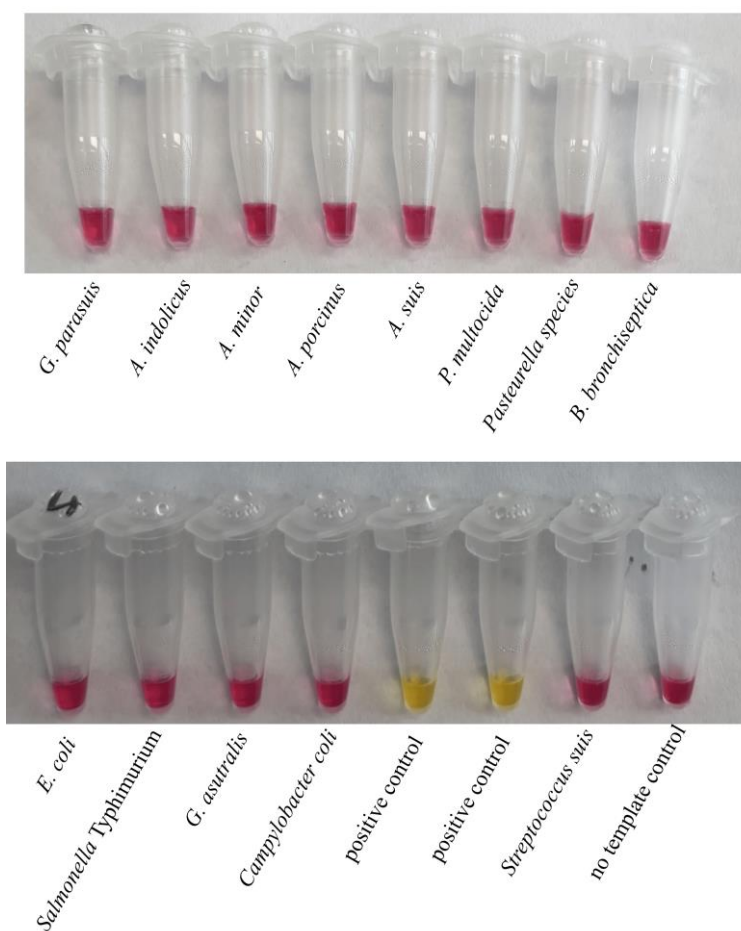 G. parasuis
A. indolicus
A. minor
A. porcinus
A. suis
P. multocida
Pasteurella species
B. bronchiseptica
4
E. coli
Salmonella Typhimurium
G. asutralis
Campylobacter coli
positive control
positive control
Streptococcus suis
no template control